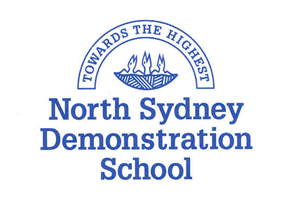 TOWARDS THE HIGHEST
North Sydney
Demonstration
School